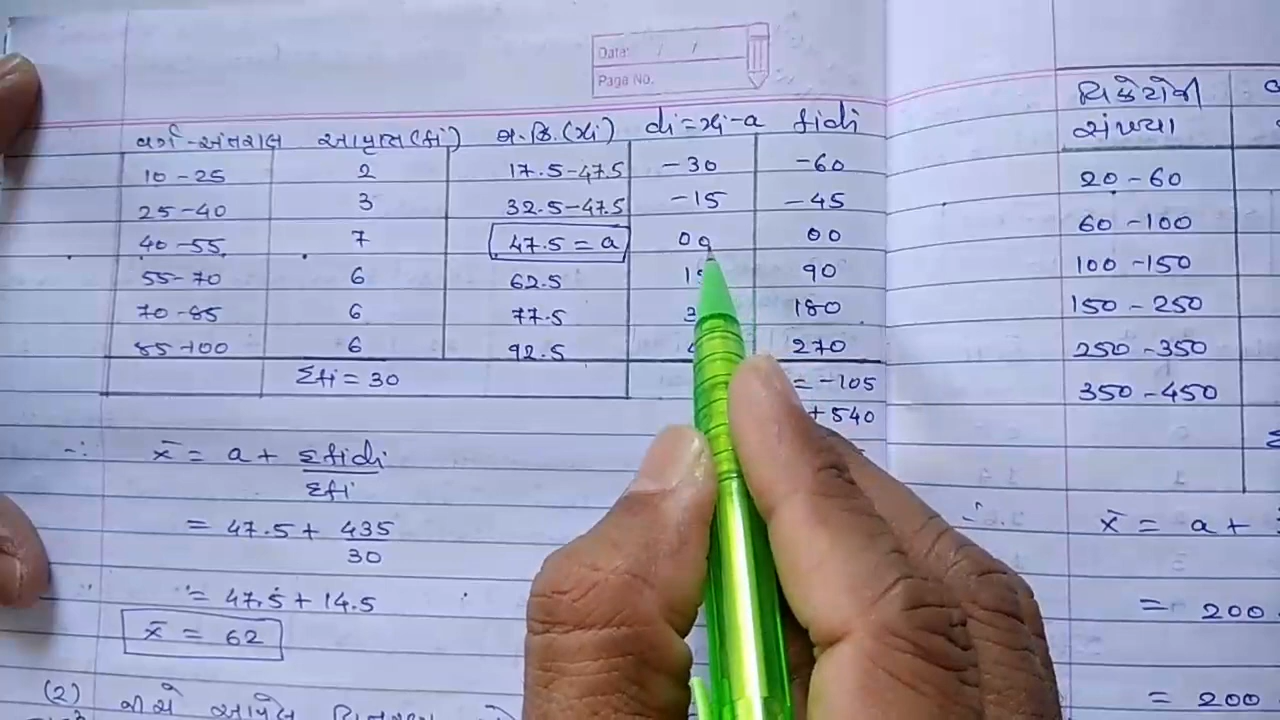 Date: / /
Page No.
વર્ગ-અંતરાલ આવૃત્તિ (fi) મ.કિ. (xi) di = xi - a fidi
10 - 25 2 17.5-47.5 -30 -60
25 - 40 3 32.5-47.5 -15 -45
40 - 55 7 47.5 = a 00 00
55 - 70 6 62.5 15 90
70 - 85 6 77.5 180
85-100 6 92.5 270
Σfi = 30 = -105
+ 540
∴ x̄ = a + Σfidi / Σfi
= 47.5 + 435 / 30
= 47.5 + 14.5
x̄ = 62
(2) નીચે આપેલ
વિકેટોની
સંખ્યા
20 - 60
60 - 100
100 - 150
150 - 250
250 - 350
350 - 450
∴ x̄ = a +
= 200
= 200